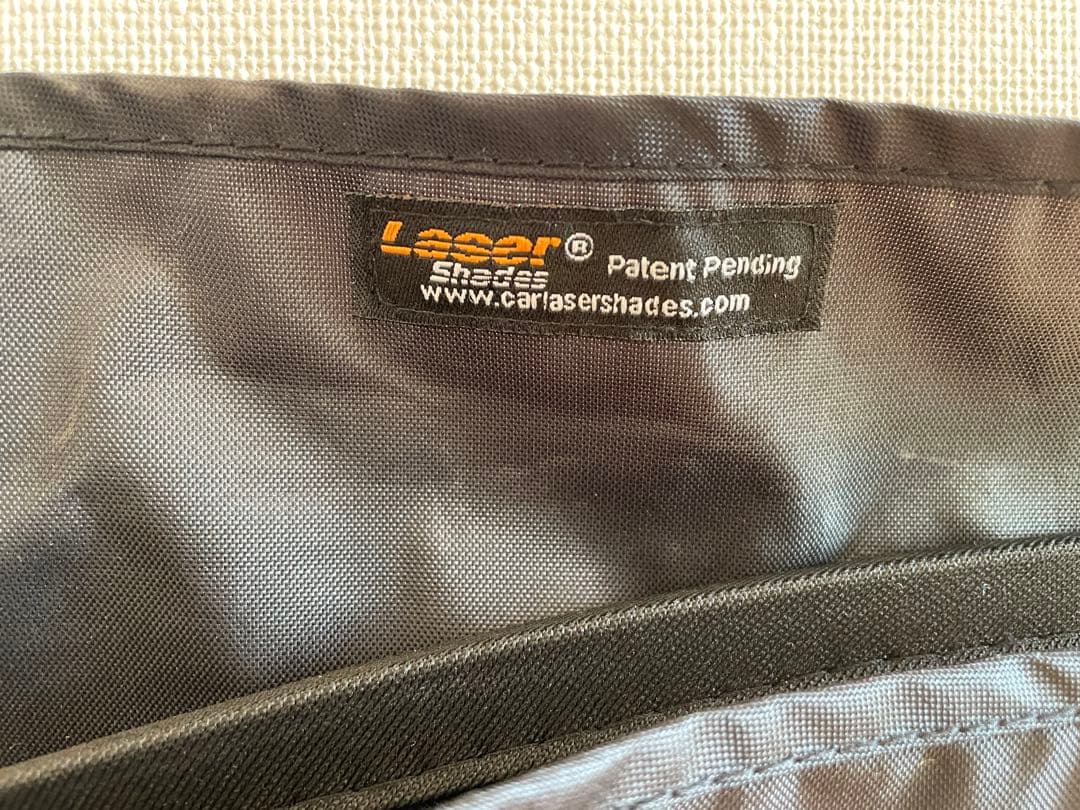 Laser®
Shades
Patent Pending
www.carlasershades.com